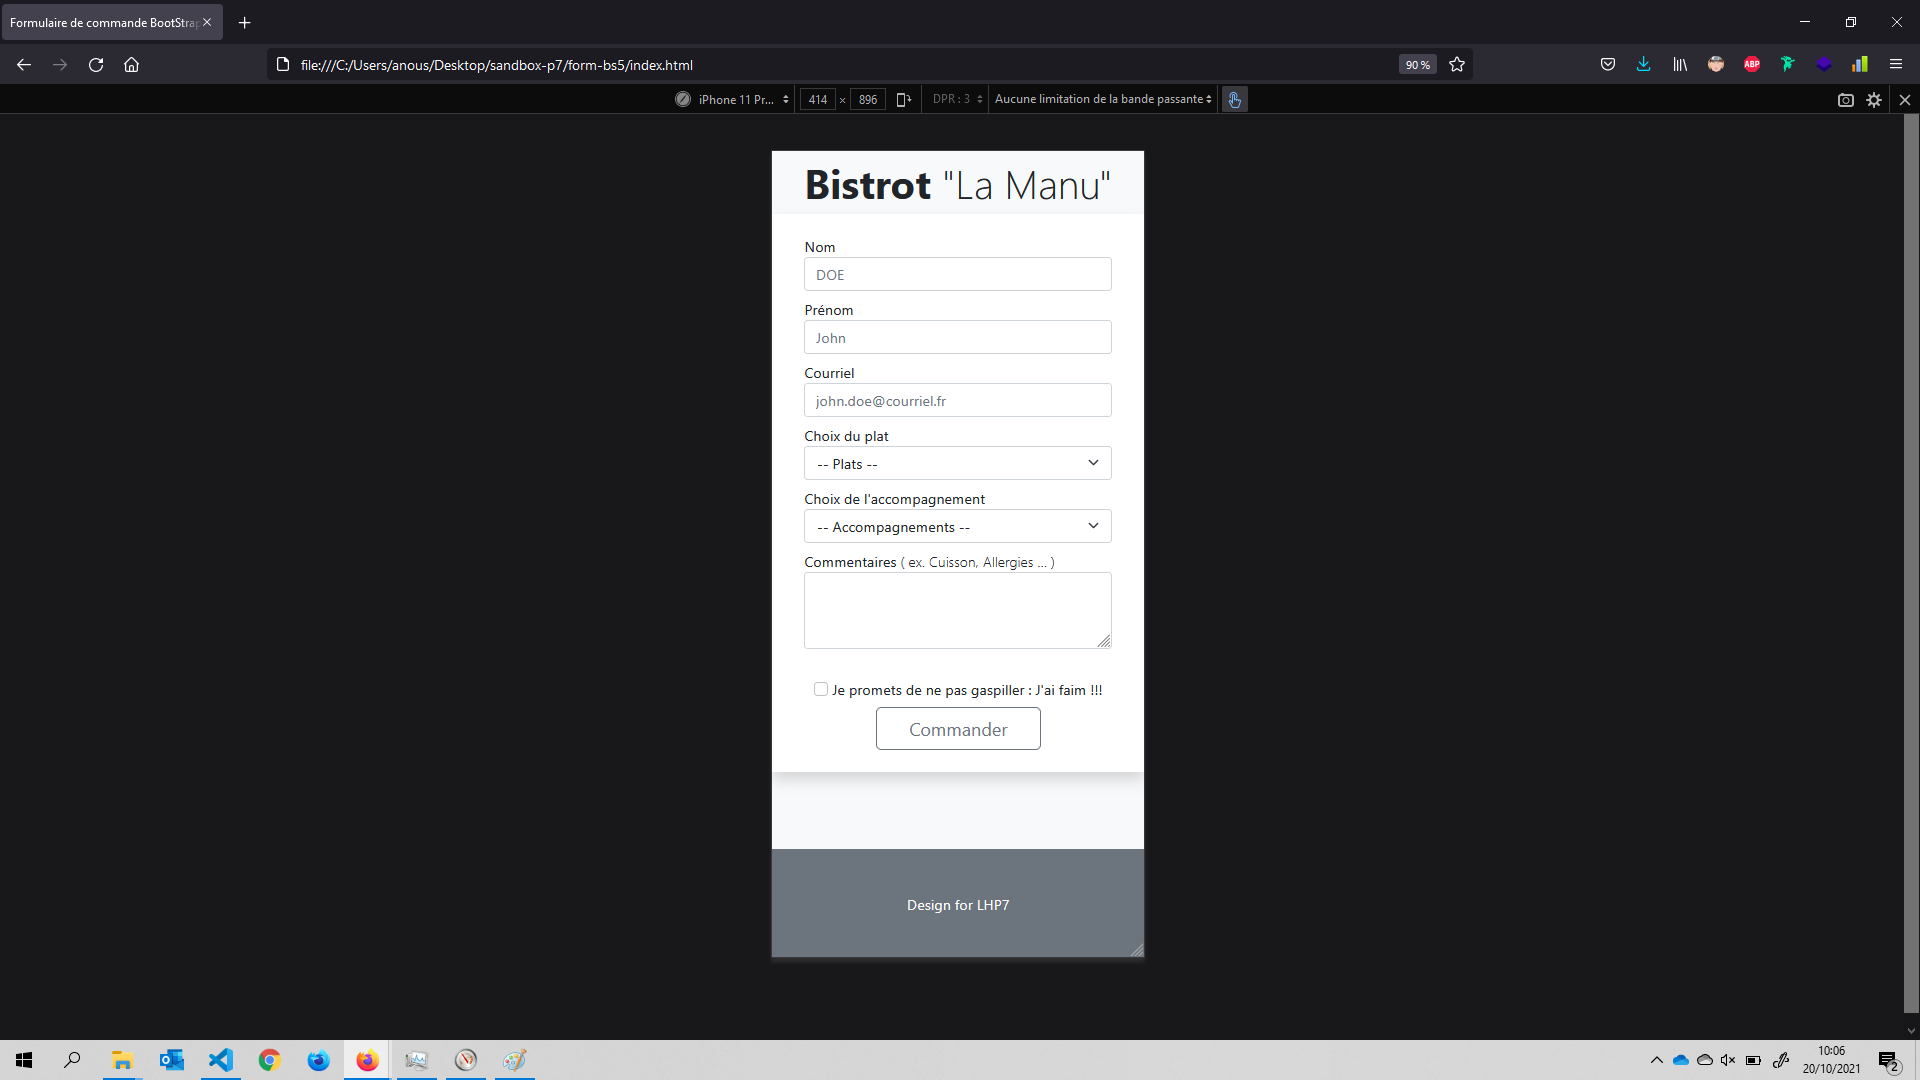 Formulaire de commande BootStrap
file:///C:/Users/anous/Desktop/sandbox-p7/form-bs5/index.html
90 %
ABP
iPhone 11 Pr...
414 × 896
DPR : 3
Aucune limitation de la bande passante
Bistrot "La Manu"
Nom
DOE
Prénom
John
Courriel
john.doe@courriel.fr
Choix du plat
-- Plats --
Choix de l'accompagnement
-- Accompagnements --
Commentaires ( ex. Cuisson, Allergies ... )
Je promets de ne pas gaspiller : J'ai faim !!!
Commander
Design for LHP7
10:06
20/10/2021
2